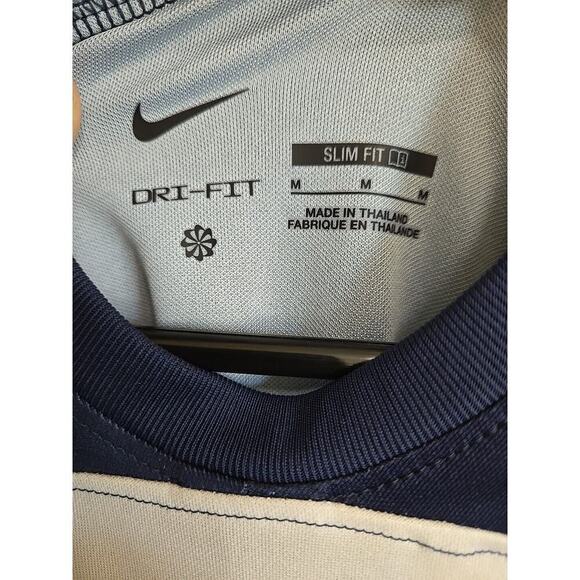 SLIM FIT
DRI-FIT
M M M
MADE IN THAILAND
FABRIQUE EN THAILANDE